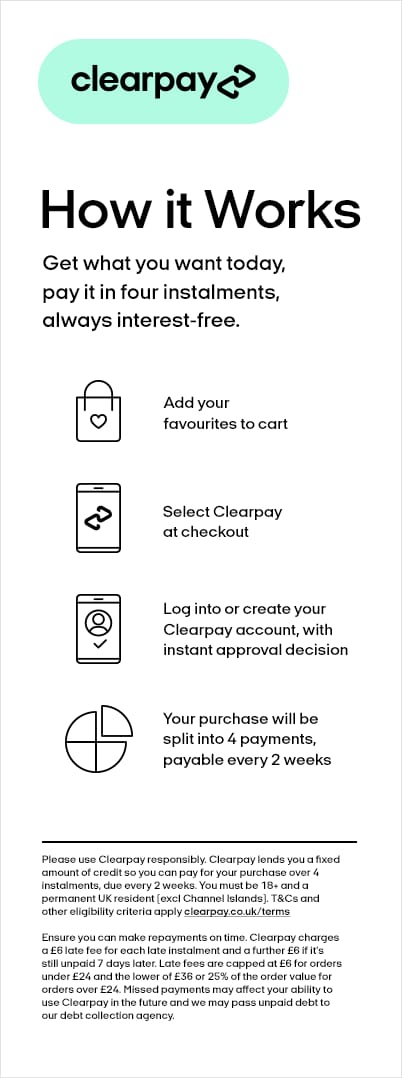 clearpay
How it Works
Get what you want today,
pay it in four instalments,
always interest-free.
Add your
favourites to cart
Select Clearpay
at checkout
Log into or create your
Clearpay account, with
instant approval decision
Your purchase will be
split into 4 payments,
payable every 2 weeks
Please use Clearpay responsibly. Clearpay lends you a fixed
amount of credit so you can pay for your purchase over 4
instalments, due every 2 weeks. You must be 18+ and a
permanent UK resident [excl Channel Islands]. T&Cs and
other eligibility criteria apply clearpay.co.uk/terms
Ensure you can make repayments on time. Clearpay charges
a £6 late fee for each late instalment and a further £6 if it's
still unpaid 7 days later. Late fees are capped at £6 for orders
under £24 and the lower of £36 or 25% of the order value for
orders over £24. Missed payments may affect your ability to
use Clearpay in the future and we may pass unpaid debt to
our debt collection agency.